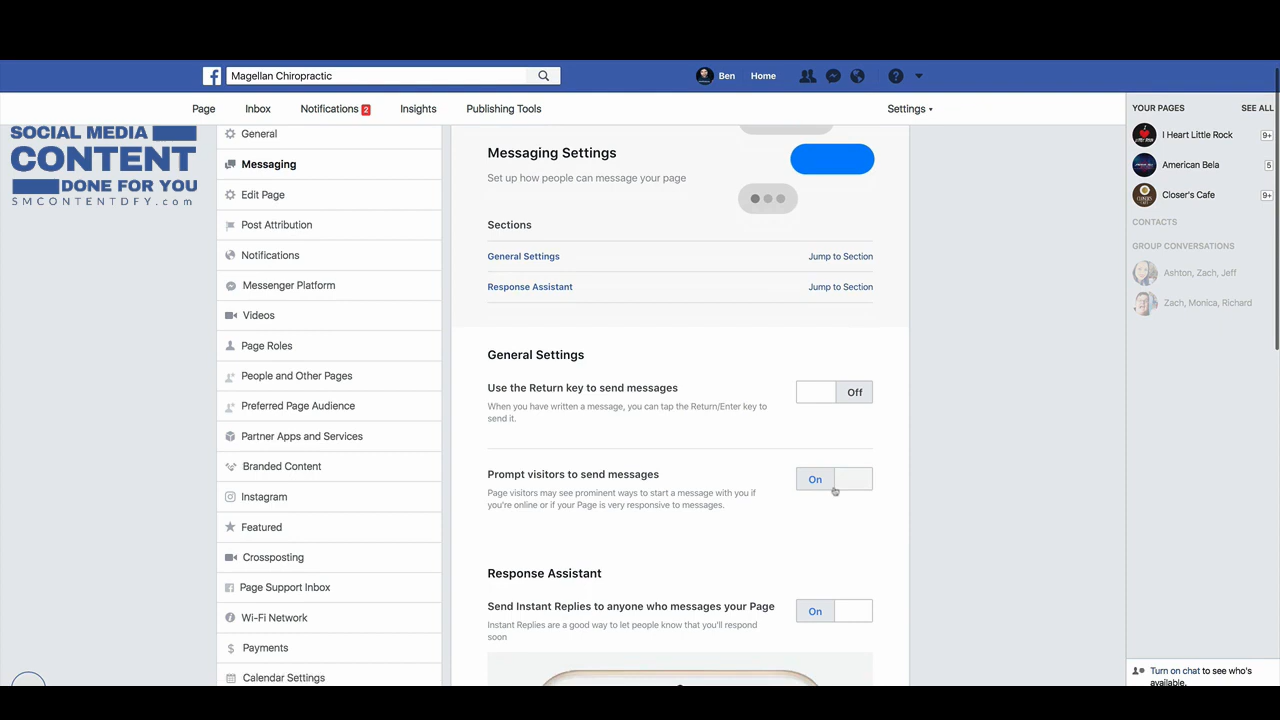 Magellan Chiropractic
Ben
Home
Page
Inbox
Notifications 2
Insights
Publishing Tools
Settings
SOCIAL MEDIA
CONTENT
DONE FOR YOU
SMCONTENTDFY.com
General
Messaging
Edit Page
Post Attribution
Notifications
Messenger Platform
Videos
Page Roles
People and Other Pages
Preferred Page Audience
Partner Apps and Services
Branded Content
Instagram
Featured
Crossposting
Page Support Inbox
Wi-Fi Network
Payments
Calendar Settings
Messaging Settings
Set up how people can message your page
Sections
General Settings Jump to Section
Response Assistant Jump to Section
General Settings
Use the Return key to send messages
Off
When you have written a message, you can tap the Return/Enter key to
send it.
Prompt visitors to send messages
On
Page visitors may see prominent ways to start a message with you if
you're online or if your Page is very responsive to messages.
Response Assistant
Send Instant Replies to anyone who messages your Page
On
Instant Replies are a good way to let people know that you'll respond
soon
YOUR PAGES SEE ALL
I Heart Little Rock 9+
American Bela 5
Closer's Cafe 9+
CONTACTS
GROUP CONVERSATIONS
Ashton, Zach, Jeff
Zach, Monica, Richard
Turn on chat to see who's
available.